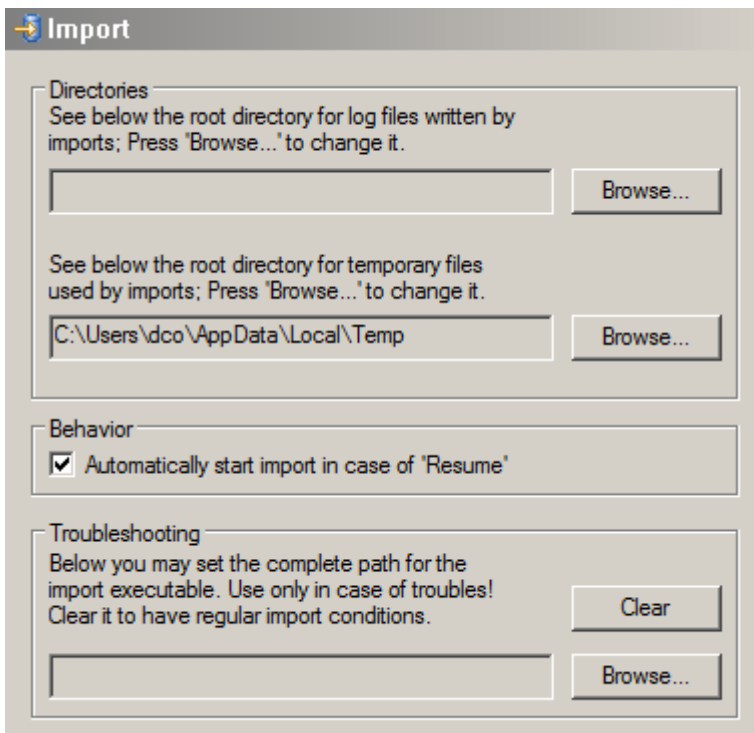 Import
Directories
See below the root directory for log files written by
imports; Press 'Browse...' to change it.
Browse...
See below the root directory for temporary files
used by imports; Press 'Browse...' to change it.
C:\Users\dco\AppData\Local\Temp
Browse...
Behavior
Automatically start import in case of 'Resume'
Troubleshooting
Below you may set the complete path for the
import executable. Use only in case of troubles!
Clear it to have regular import conditions.
Clear
Browse...